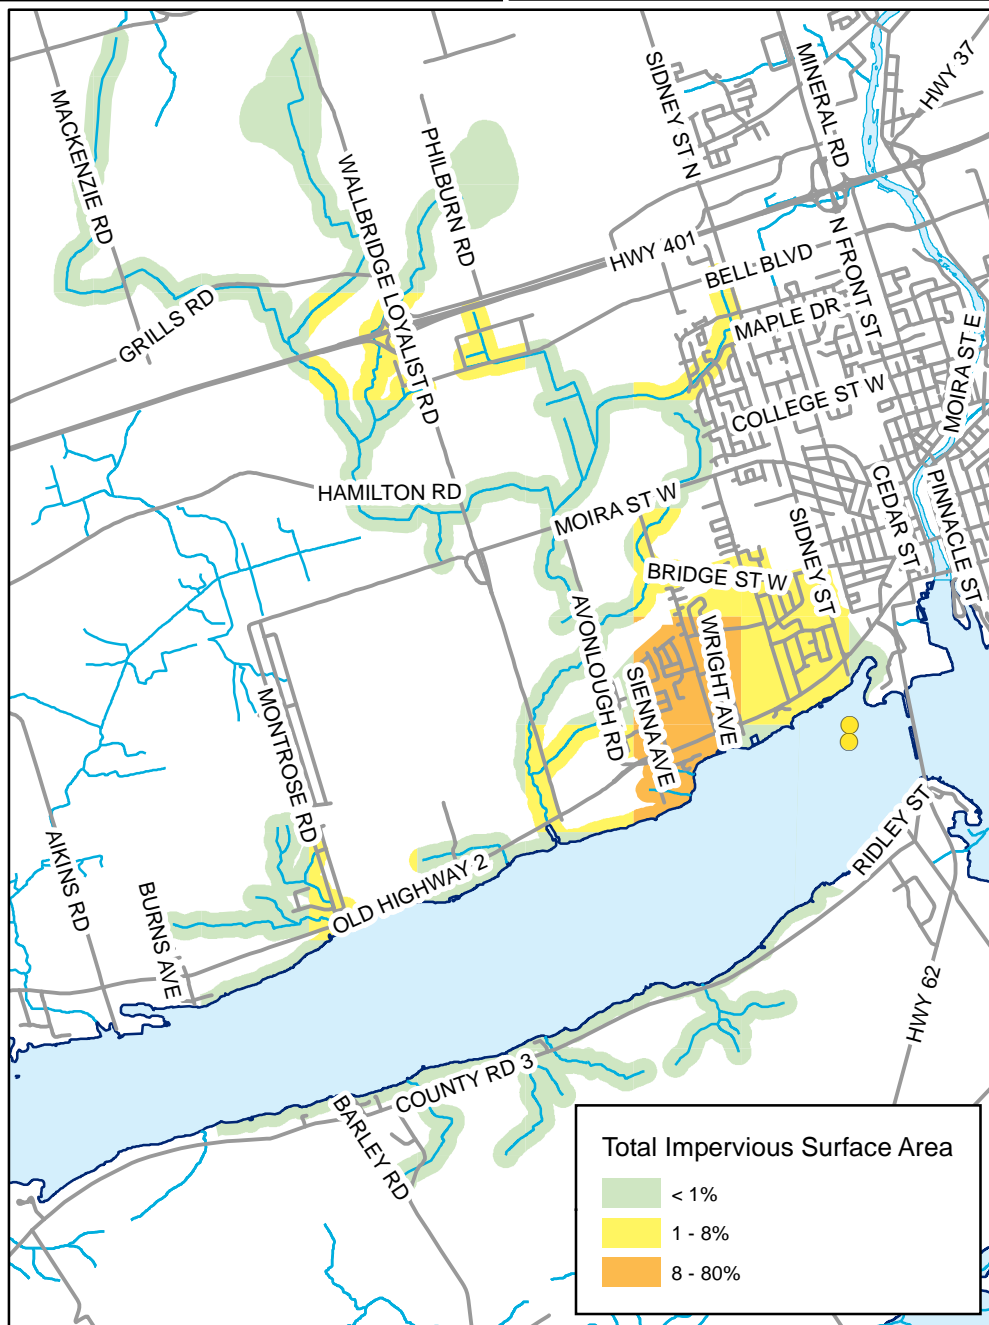 SIDNEY ST N
MINERAL RD
HWY 37
MACKENZIE RD
PHILBURN RD
WALLBRIDGE LOYALIST RD
HWY 401
BELL BLVD
N FRONT ST
GRILLS RD
MAPLE DR
MOIRA ST E
COLLEGE ST W
HAMILTON RD
MOIRA ST W
CEDAR ST
PINNACLE ST
SIDNEY ST
BRIDGE ST W
AVONLOUGH RD
WRIGHT AVE
SIENNA AVE
MONTROSE RD
RIDLEY ST
AIKINS RD
BURNS AVE
OLD HIGHWAY 2
HWY 62
COUNTY RD 3
BARLEY RD
Total Impervious Surface Area
< 1%
1 - 8%
8 - 80%